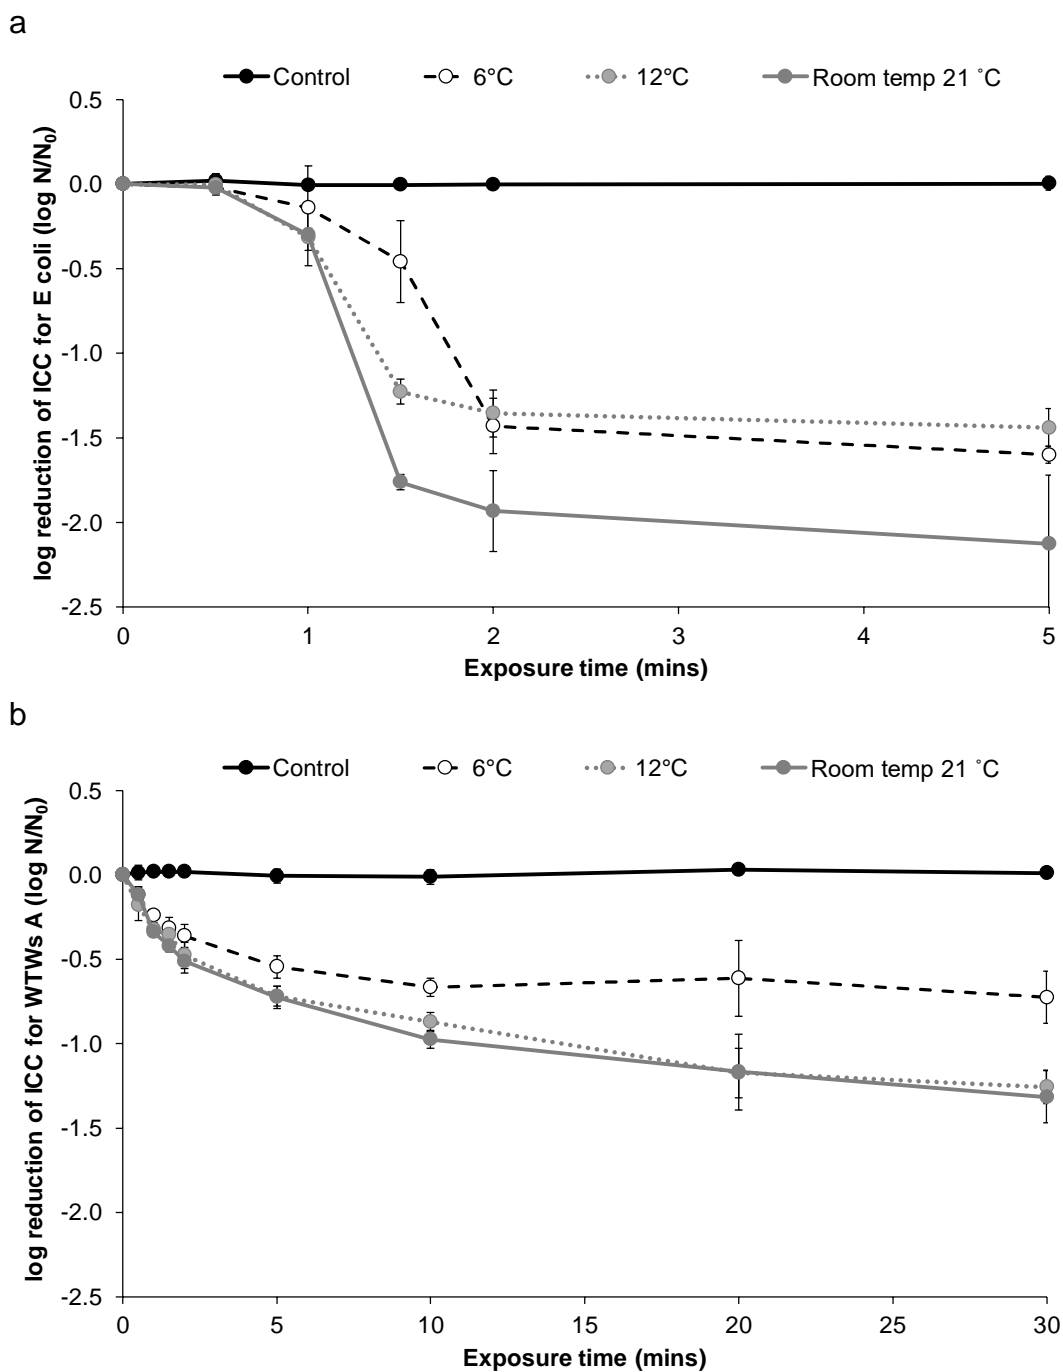 a
Control 6°C 12°C Room temp 21 ˚C
log reduction of ICC for E coli (log N/N₀)
0.5
0.0
-0.5
-1.0
-1.5
-2.0
-2.5
0 1 2 3 4 5
Exposure time (mins)
b
Control 6°C 12°C Room temp 21 ˚C
log reduction of ICC for WTWs A (log N/N₀)
0.5
0.0
-0.5
-1.0
-1.5
-2.0
-2.5
0 5 10 15 20 25 30
Exposure time (mins)